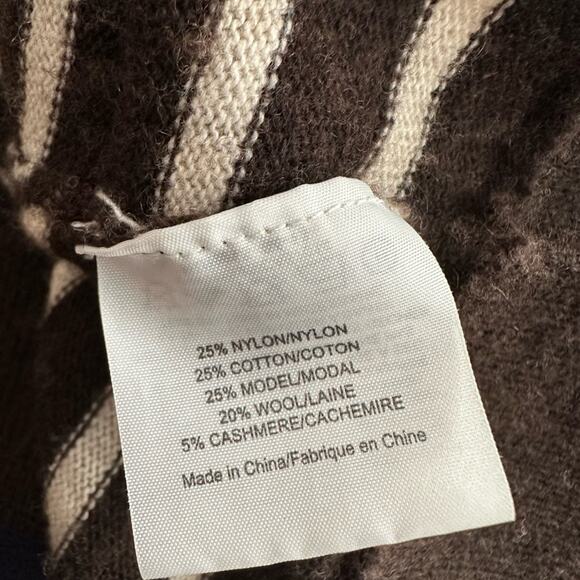 25% NYLON/NYLON
25% COTTON/COTON
25% MODEL/MODAL
20% WOOL/LAINE
5% CASHMERE/CACHEMIRE
Made in China/Fabrique en Chine